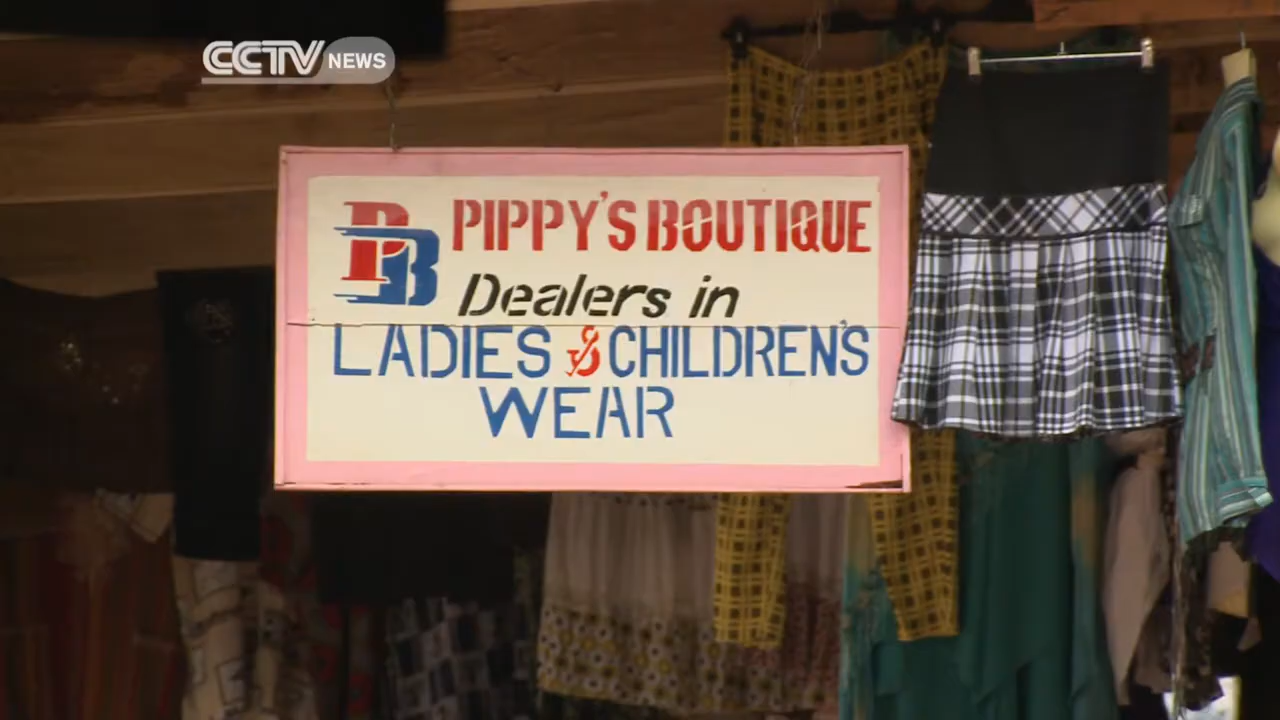 CCTV NEWS
PB PIPPY'S BOUTIQUE
Dealers in
LADIES & CHILDREN'S
WEAR